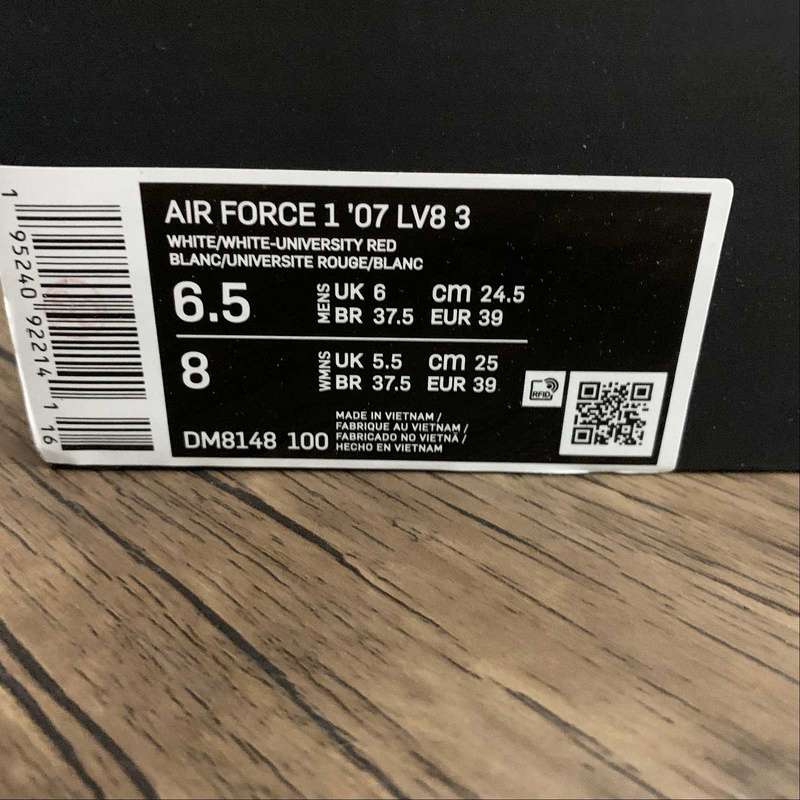 AIR FORCE 1 '07 LV8 3
WHITE/WHITE-UNIVERSITY RED
BLANC/UNIVERSITE ROUGE/BLANC
6.5 MENS UK 6 cm 24.5
BR 37.5 EUR 39
8 WMNS UK 5.5 cm 25
BR 37.5 EUR 39
RFID
DM8148 100
MADE IN VIETNAM /
FABRIQUE AU VIETNAM /
FABRICADO NO VIETNÃ /
HECHO EN VIETNAM
1 95240 92214 1 16